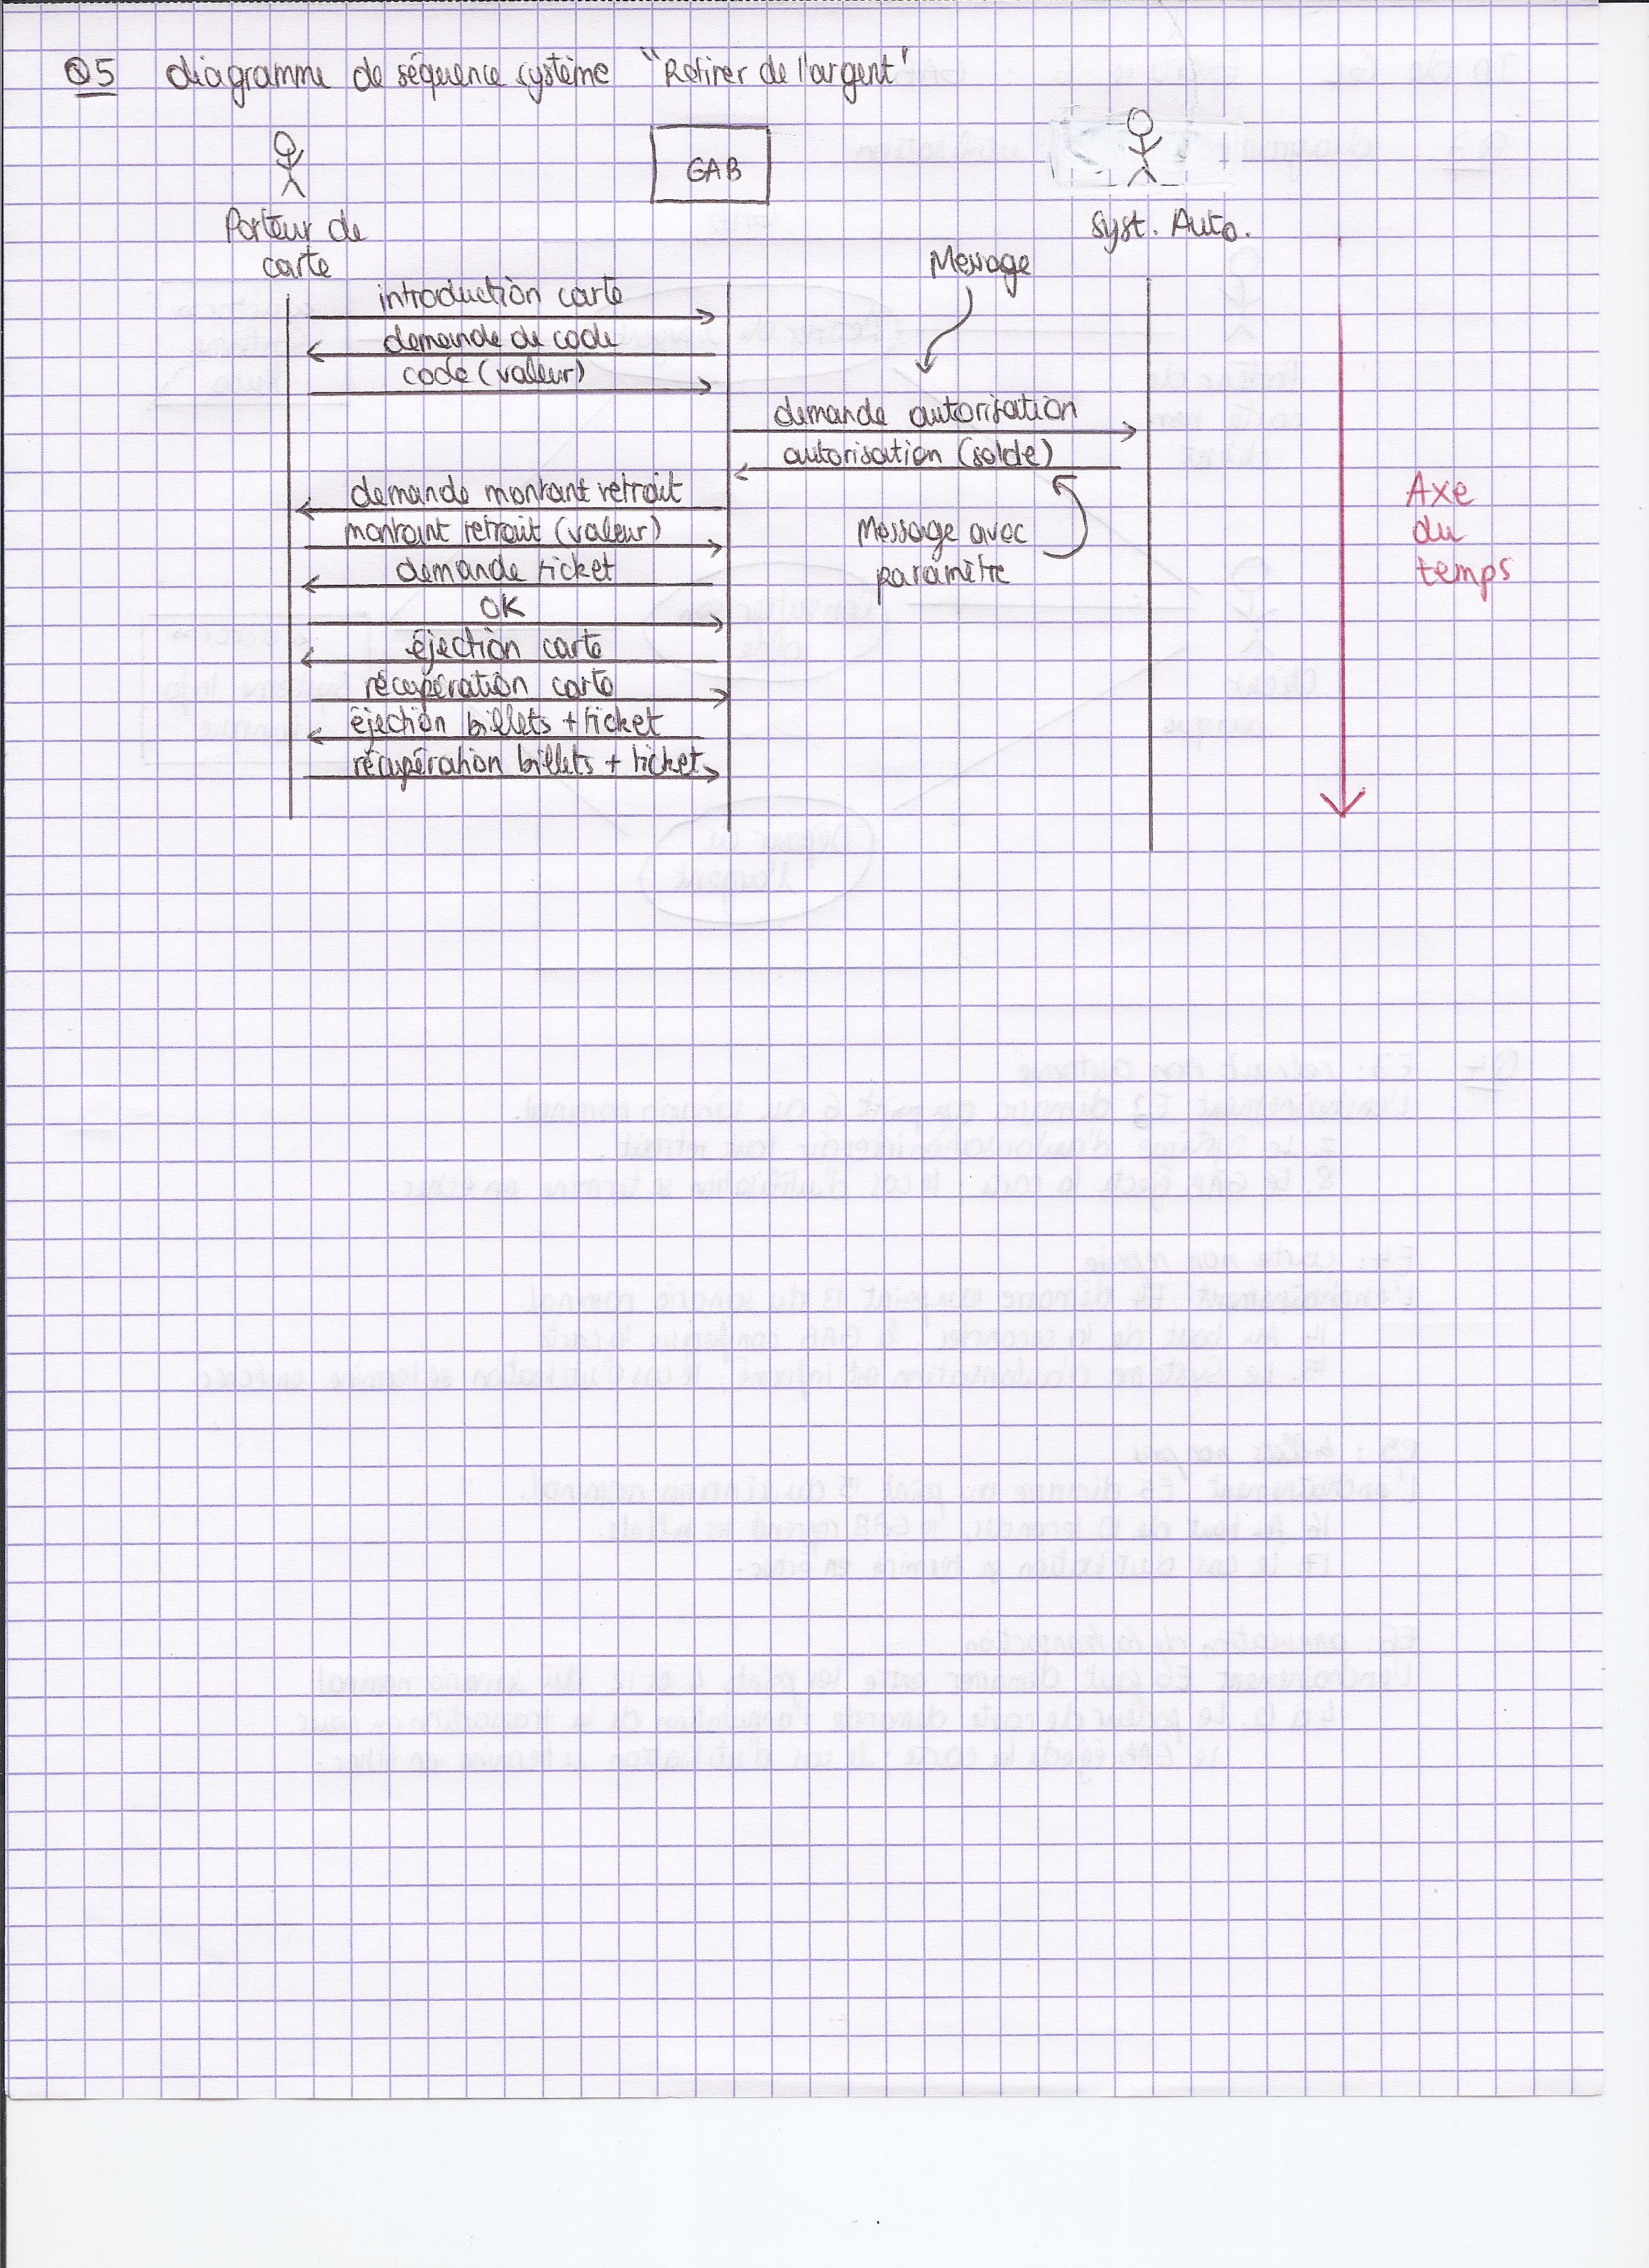 Q5 diagramme de séquence système "Retirer de l'argent"
GAB
Porteur de
carte
Syst. Auto.
Message
introduction carte
demande de code
code (valeur)
demande autorisation
autorisation (solde)
demande montant retrait
montant retrait (valeur)
Message avec
paramètre
demande ticket
OK
éjection carte
récupération carte
éjection billets + ticket
récupération billets + ticket
Axe
du
temps